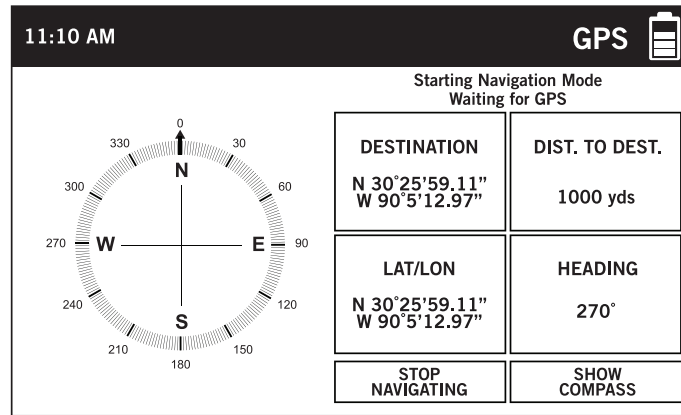 11:10 AM
GPS
Starting Navigation Mode
Waiting for GPS
0
30
60
90
120
150
180
210
240
270
300
330
N
E
S
W
DESTINATION
N 30°25’59.11”
W 90°5’12.97”
DIST. TO DEST.
1000 yds
LAT/LON
N 30°25’59.11”
W 90°5’12.97”
HEADING
270°
STOP
NAVIGATING
SHOW
COMPASS